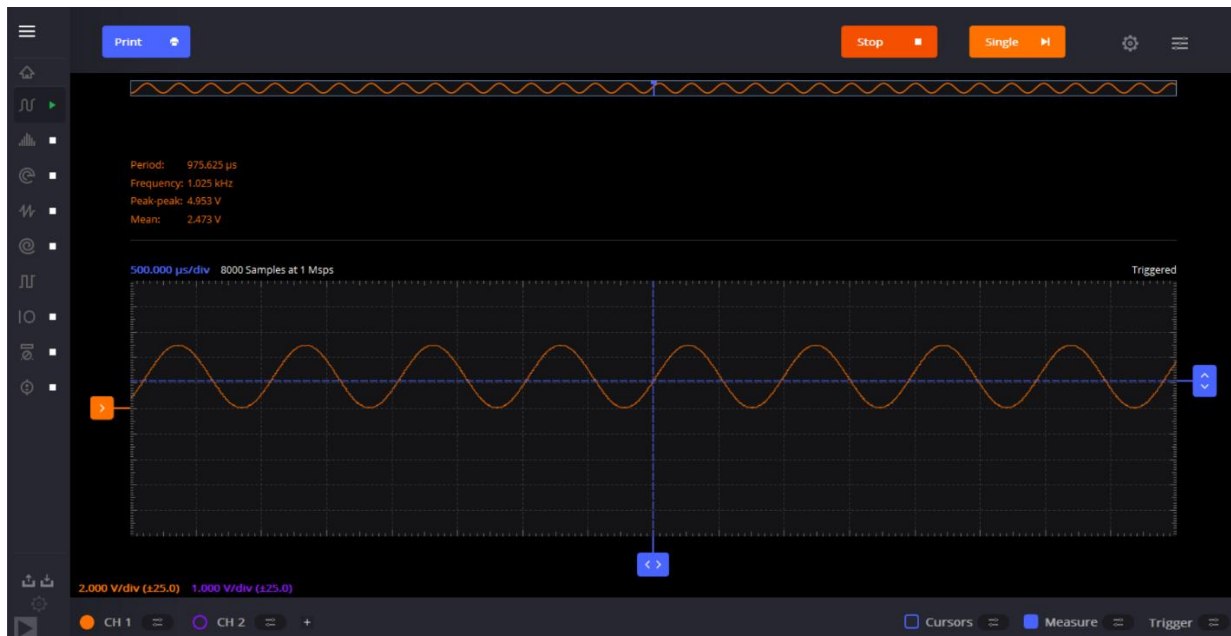 Print
Stop
Single
Period: 975.625 µs
Frequency: 1.025 kHz
Peak-peak: 4.953 V
Mean: 2.473 V
500.000 µs/div 8000 Samples at 1 Msps Triggered
2.000 V/div (±25.0) 1.000 V/div (±25.0)
CH 1 CH 2 + Cursors Measure Trigger